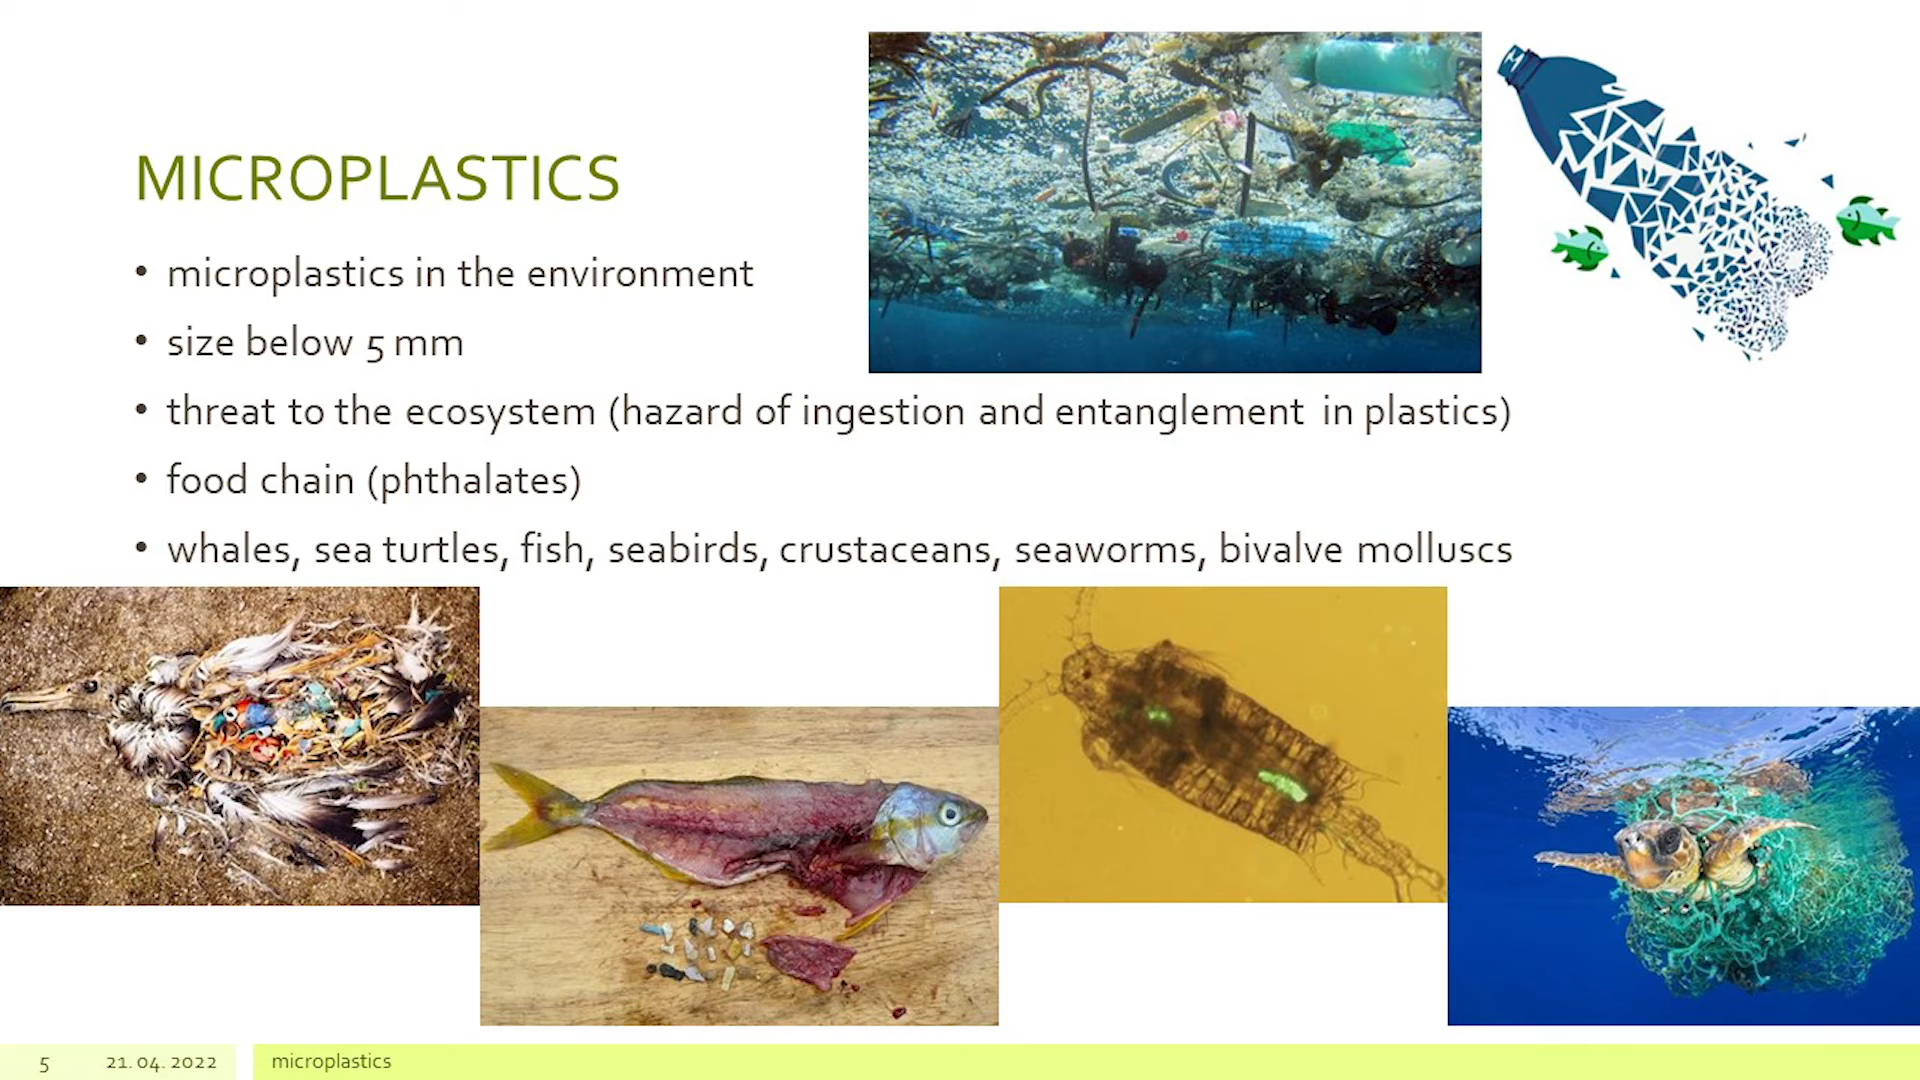 MICROPLASTICS
• microplastics in the environment
• size below 5 mm
• threat to the ecosystem (hazard of ingestion and entanglement in plastics)
• food chain (phthalates)
• whales, sea turtles, fish, seabirds, crustaceans, seaworms, bivalve molluscs
5 21. 04. 2022 microplastics